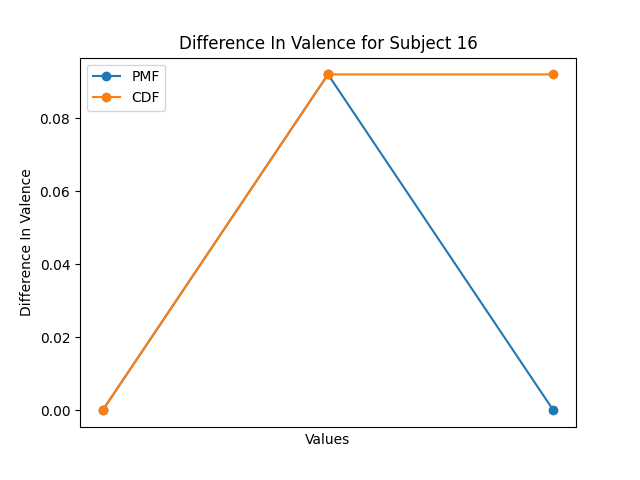 Difference In Valence for Subject 16
PMF
CDF
0.08
0.06
0.04
0.02
0.00
Difference In Valence
Values